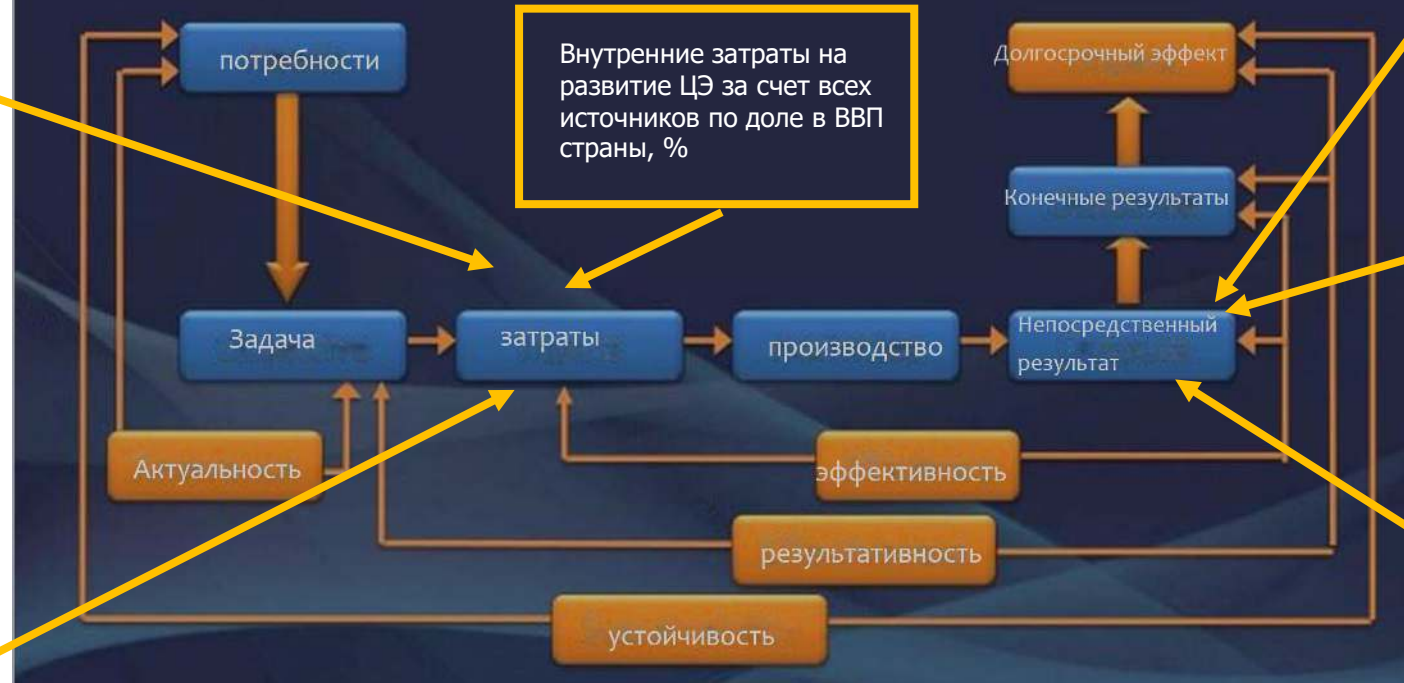 потребности
Внутренние затраты на
развитие ЦЭ за счет всех
источников по доле в ВВП
страны, %
Долгосрочный эффект
Конечные результаты
Задача
затраты
производство
Непосредственный
результат
Актуальность
эффективность
результативность
устойчивость